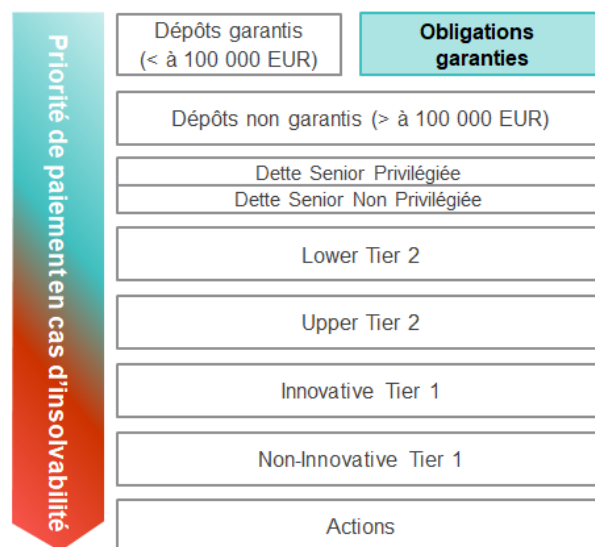 Priorité de paiementen cas d'insolvabilité
Dépôts garantis
(< à 100 000 EUR)
Obligations
garanties
Dépôts non garantis (> à 100 000 EUR)
Dette Senior Privilégiée
Dette Senior Non Privilégiée
Lower Tier 2
Upper Tier 2
Innovative Tier 1
Non-Innovative Tier 1
Actions